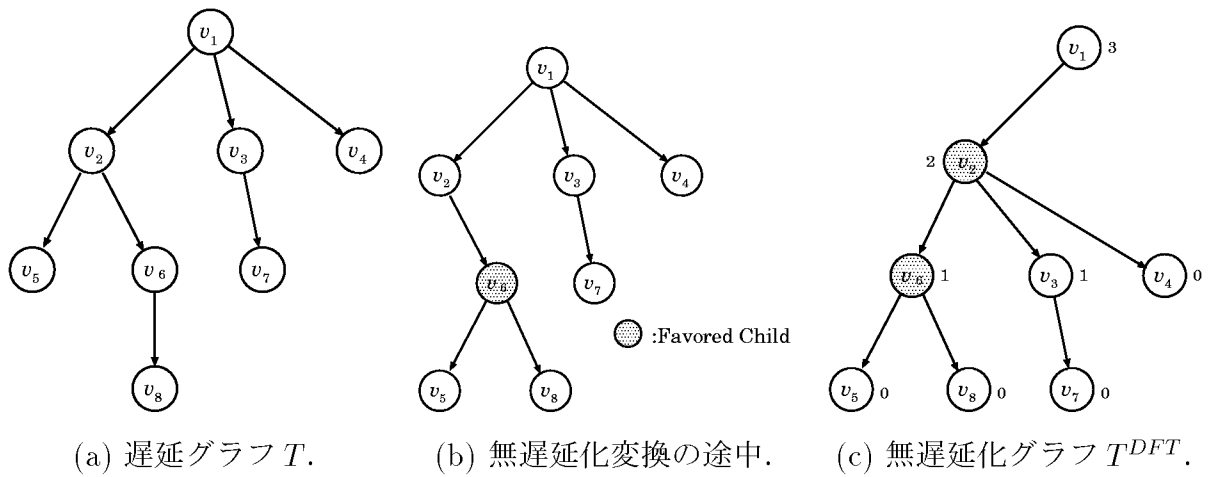 v₁
v₂ v₃ v₄
v₅ v₆ v₇
v₈
(a) 遅延グラフ T.
v₁
v₂ v₃ v₄
v₆ v₇
:Favored Child
v₅ v₈
(b) 無遅延化変換の途中.
v₁ 3
2 v₂
v₆ 1 v₃ 1 v₄ 0
v₅ 0 v₈ 0 v₇ 0
(c) 無遅延化グラフ T^{DFT}.